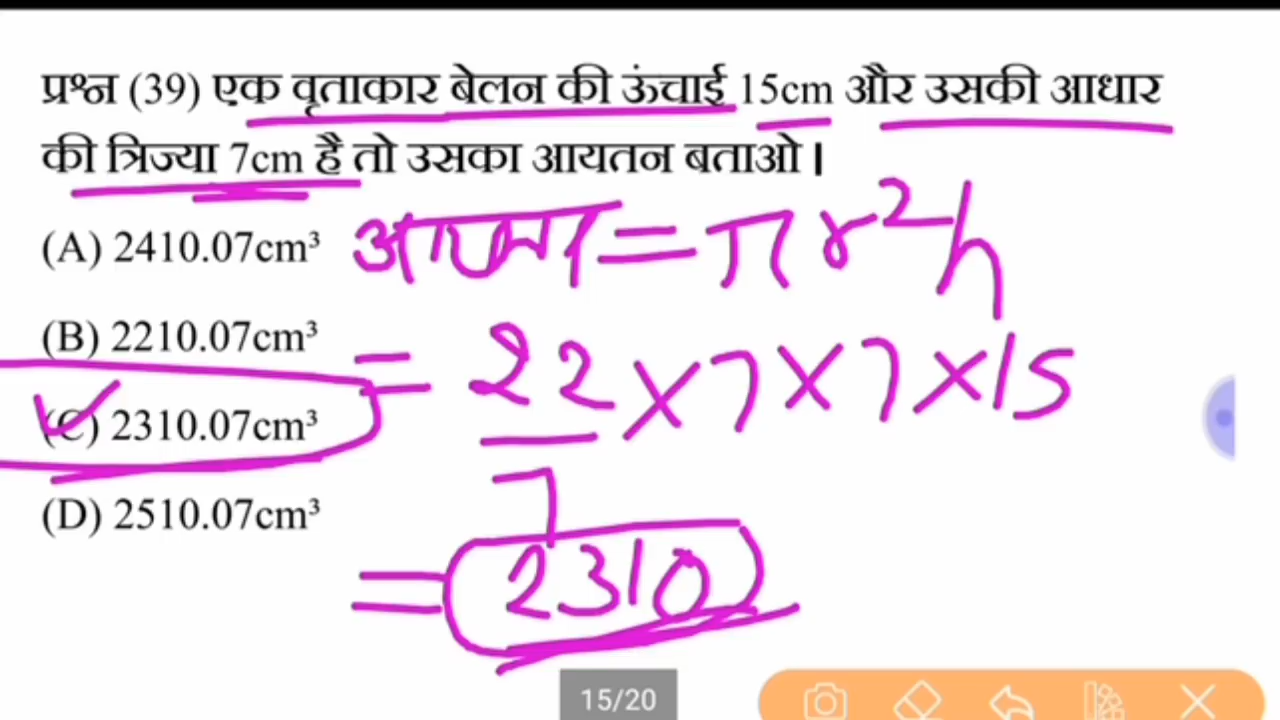 प्रश्न (39) एक वृताकार बेलन की ऊंचाई 15cm और उसकी आधार
की त्रिज्या 7cm है तो उसका आयतन बताओ।
(A) 2410.07cm³
आयतन = πr²h
(B) 2210.07cm³
= 22/7 × 7 × 7 × 15
(C) 2310.07cm³
(D) 2510.07cm³
= 2310
15/20